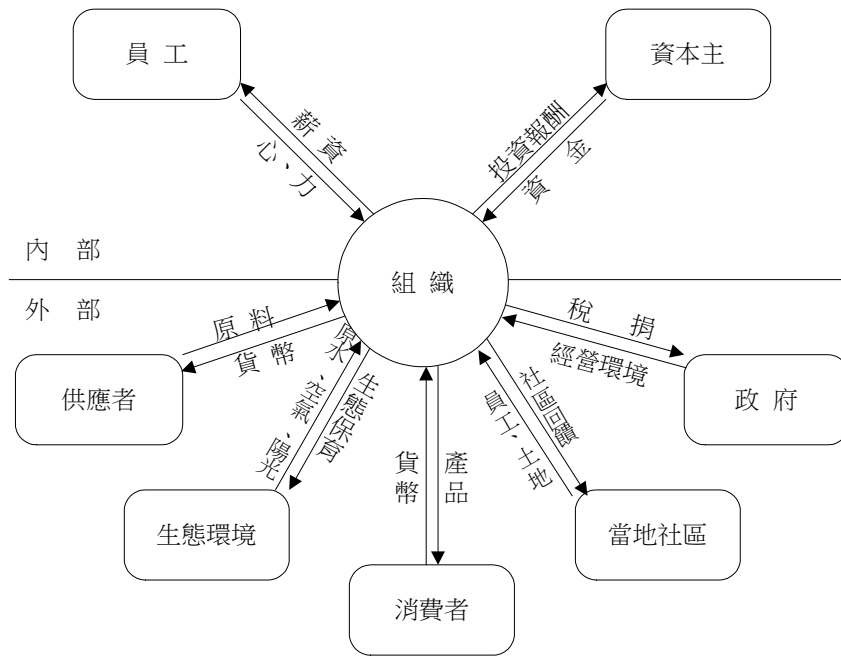 員 工
資本主
薪 資
心、力
投資報酬
資 金
內 部
組 織
外 部
原 料
貨 幣
供應者
原水、空氣、陽光
生態保育
生態環境
貨幣
產品
消費者
社區回饋
員工、土地
當地社區
稅 捐
經營環境
政 府